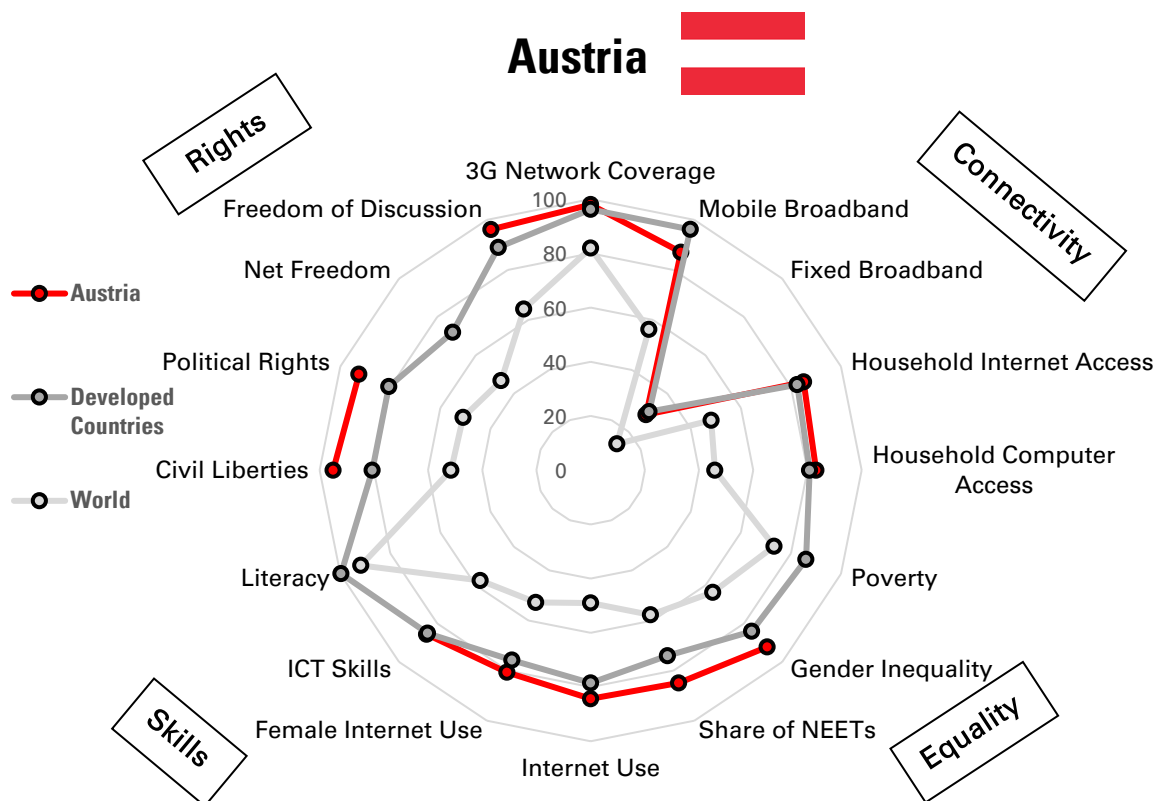 Austria
Rights
Connectivity
3G Network Coverage
Freedom of Discussion
Mobile Broadband
Net Freedom
Fixed Broadband
Political Rights
Household Internet Access
Civil Liberties
Household Computer
Access
Literacy
Poverty
ICT Skills
Gender Inequality
Female Internet Use
Share of NEETs
Internet Use
100
80
60
40
20
0
Austria
Developed
Countries
World
Skills
Equality